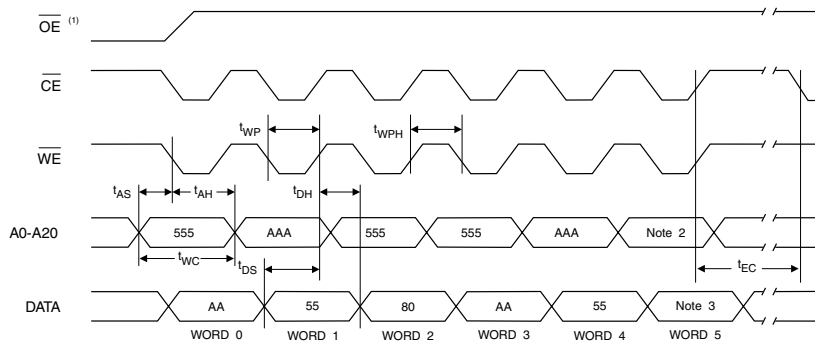 OE (1)
CE
tWP
tWPH
WE
tAS
tAH
tDH
A0-A20
555
AAA
555
555
AAA
Note 2
tWC
tDS
tEC
DATA
AA
55
80
AA
55
Note 3
WORD 0
WORD 1
WORD 2
WORD 3
WORD 4
WORD 5